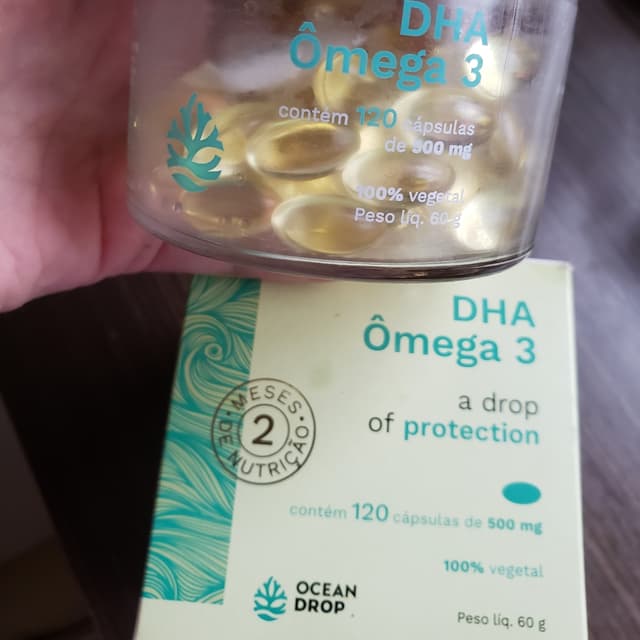 DHA
Ômega 3
contém 120 cápsulas
de 500 mg
100% vegetal
Peso líq. 60 g
DHA
Ômega 3
a drop
of protection
MESES
2
DE NUTRIÇÃO
contém 120 cápsulas de 500 mg
100% vegetal
OCEAN
DROP
Peso líq. 60 g